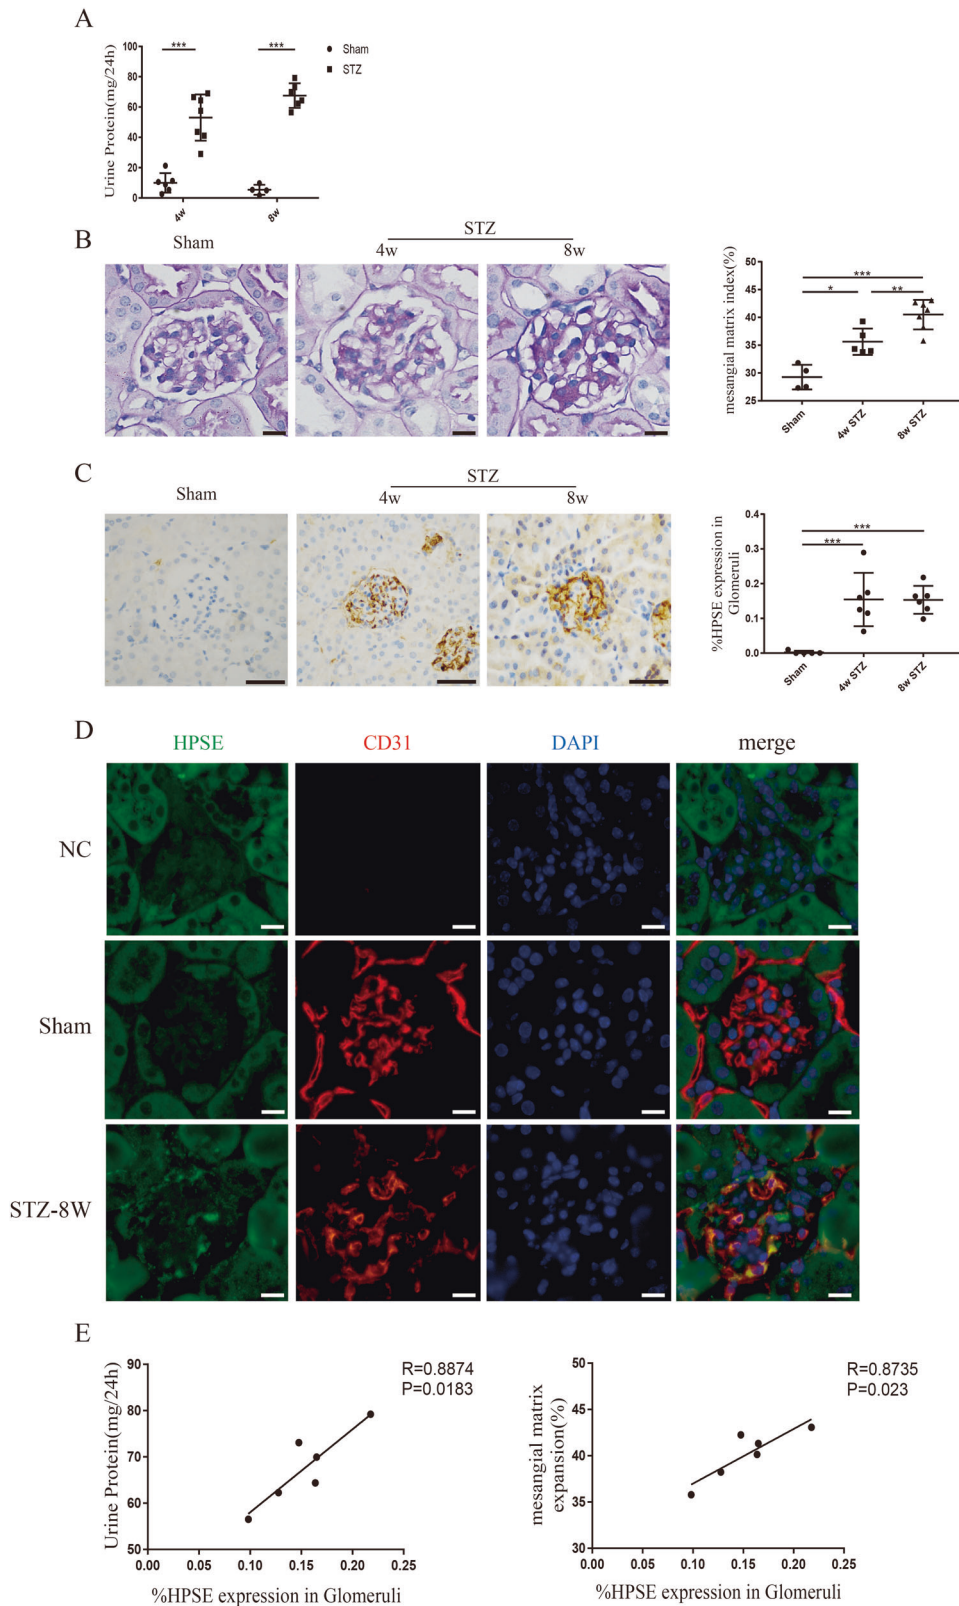 A
Urine Protein(mg/24h)
100
80
60
40
20
0
***
***
Sham
STZ
4w
8w
B
Sham
STZ
4w
8w
mesangial matrix index(%)
50
45
40
35
30
25
***
*
**
Sham
4w STZ
8w STZ
C
Sham
STZ
4w
8w
%HPSE expression in
Glomeruli
0.4
0.3
0.2
0.1
0.0
***
***
Sham
4w STZ
8w STZ
D
HPSE
CD31
DAPI
merge
NC
Sham
STZ-8W
E
Urine Protein(mg/24h)
90
80
70
60
50
R=0.8874
P=0.0183
0.00
0.05
0.10
0.15
0.20
0.25
%HPSE expression in Glomeruli
mesangial matrix
expansion(%)
50
45
40
35
30
R=0.8735
P=0.023
0.00
0.05
0.10
0.15
0.20
0.25
%HPSE expression in Glomeruli